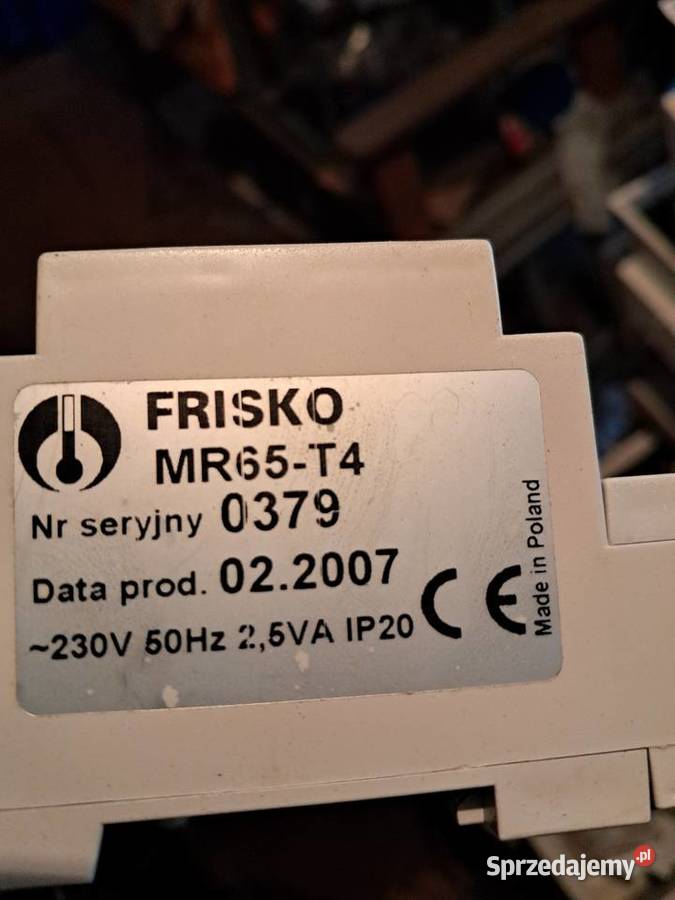 FRISKO
MR65-T4
Nr seryjny 0379
Data prod. 02.2007
~230V 50Hz 2,5VA IP20
CE
Made in Poland
Sprzedajemy.pl